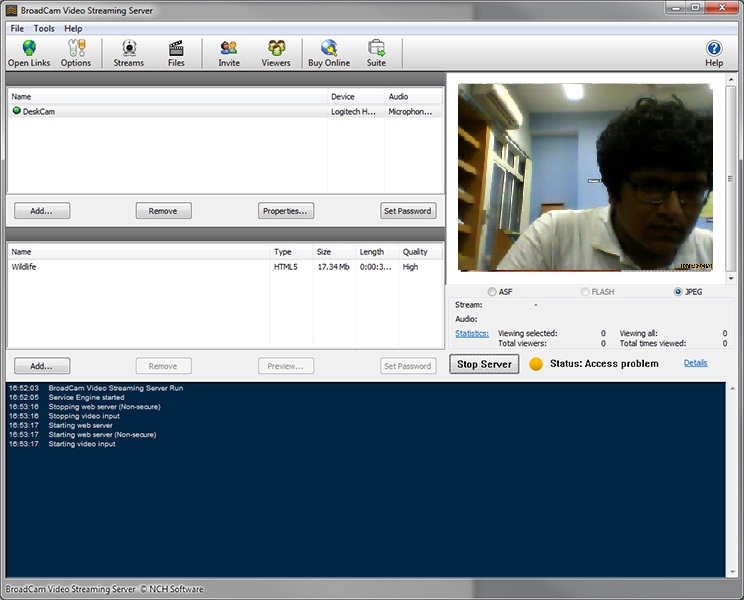 BroadCam Video Streaming Server
File Tools Help
Open Links Options Streams Files Invite Viewers Buy Online Suite Help
Name Device Audio
DeskCam Logitech H... Microphon...
Add... Remove Properties... Set Password
Name Type Size Length Quality
Wildlife HTML5 17.34 Mb 0:00:3... High
Add... Remove Preview... Set Password
ASF FLASH JPEG
Stream: -
Audio:
Statistics: Viewing selected: 0 Viewing all: 0
Total viewers: 0 Total times viewed: 0
Stop Server Status: Access problem Details
16:52:03 BroadCam Video Streaming Server Run
16:52:05 Service Engine started
16:53:16 Stopping web server (Non-secure)
16:53:16 Stopping video input
16:53:17 Starting web server
16:53:17 Starting web server (Non-secure)
16:53:17 Starting video input
BroadCam Video Streaming Server © NCH Software